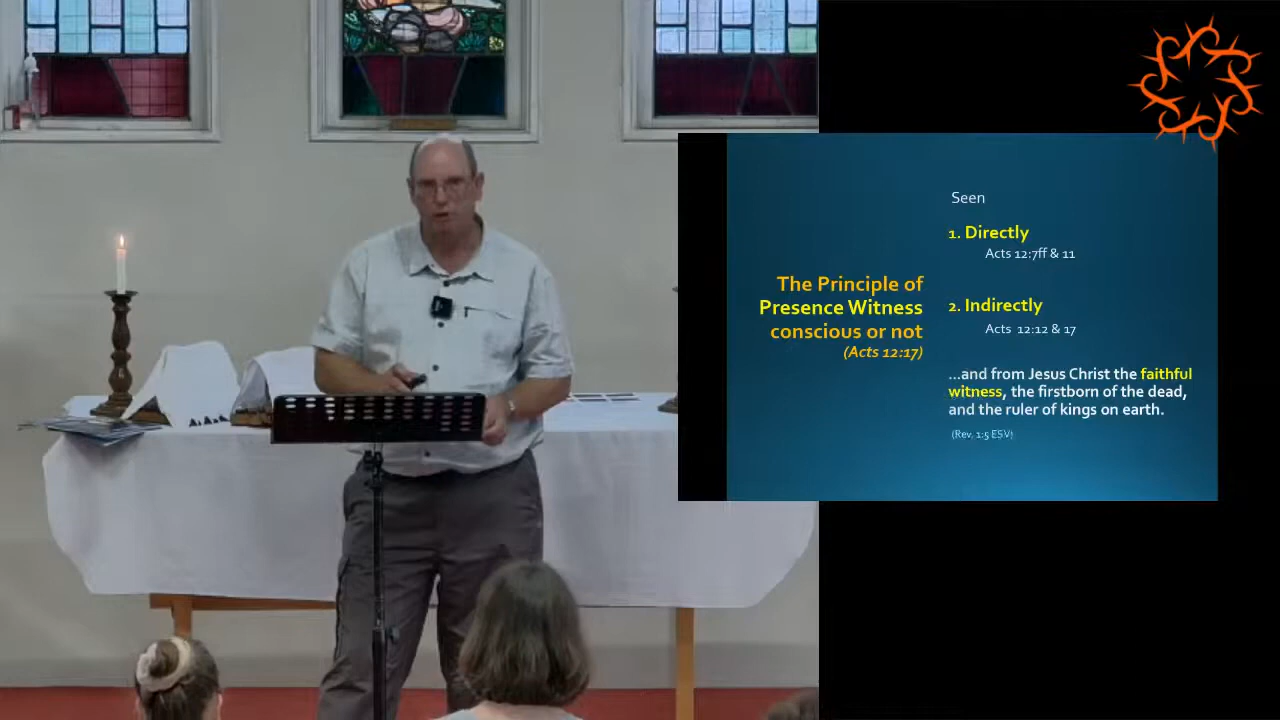 The Principle of
Presence Witness
conscious or not
(Acts 12:17)
Seen
1. Directly
Acts 12:7ff & 11
2. Indirectly
Acts 12:12 & 17
...and from Jesus Christ the faithful
witness, the firstborn of the dead,
and the ruler of kings on earth.
(Rev. 1:5 ESV)